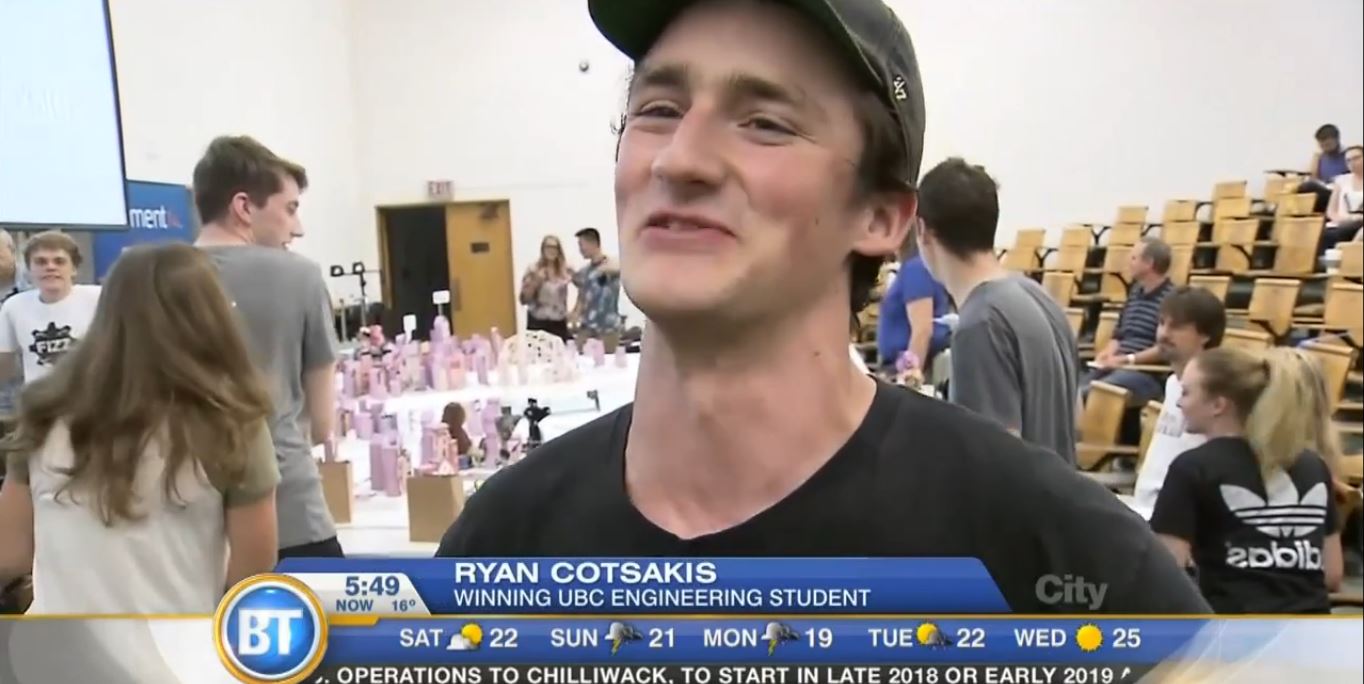 ment
EXIT
FIZZ
adidas
City
5:49
NOW 16°
RYAN COTSAKIS
WINNING UBC ENGINEERING STUDENT
BT
SAT 22 SUN 21 MON 19 TUE 22 WED 25
. OPERATIONS TO CHILLIWACK, TO START IN LATE 2018 OR EARLY 2019